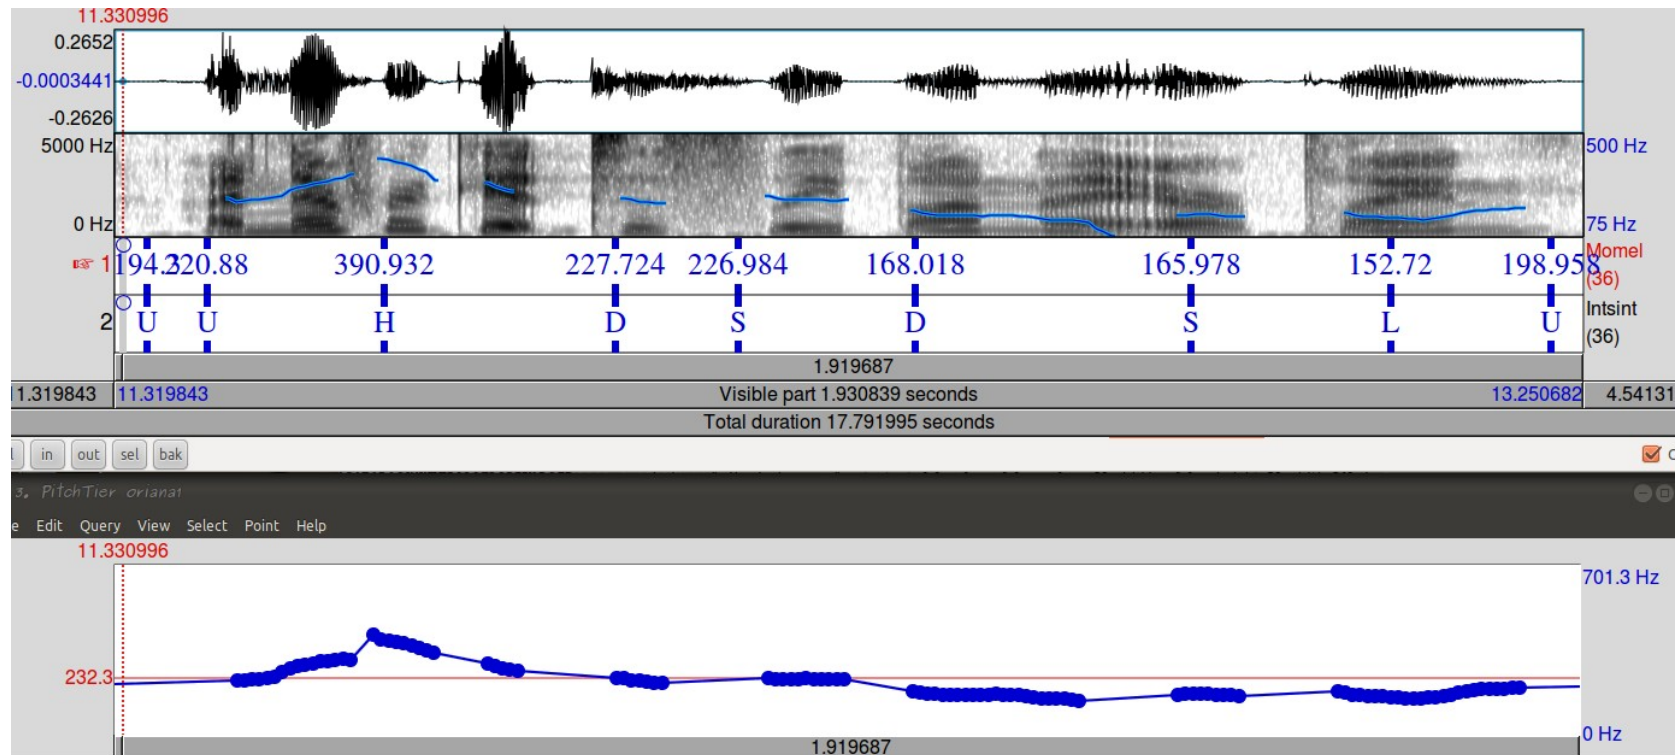 11.330996
0.2652
-0.0003441
-0.2626
5000 Hz 500 Hz
0 Hz 75 Hz
1 194.2 320.88 390.932 227.724 226.984 168.018 165.978 152.72 198.958 Momel
(36)
2 U U H D S D S L U Intsint
(36)
1.919687
11.319843 11.319843 Visible part 1.930839 seconds 13.250682 4.54131
Total duration 17.791995 seconds
in out sel bak
3. PitchTier oriana1
e Edit Query View Select Point Help
11.330996
701.3 Hz
232.3
0 Hz
1.919687